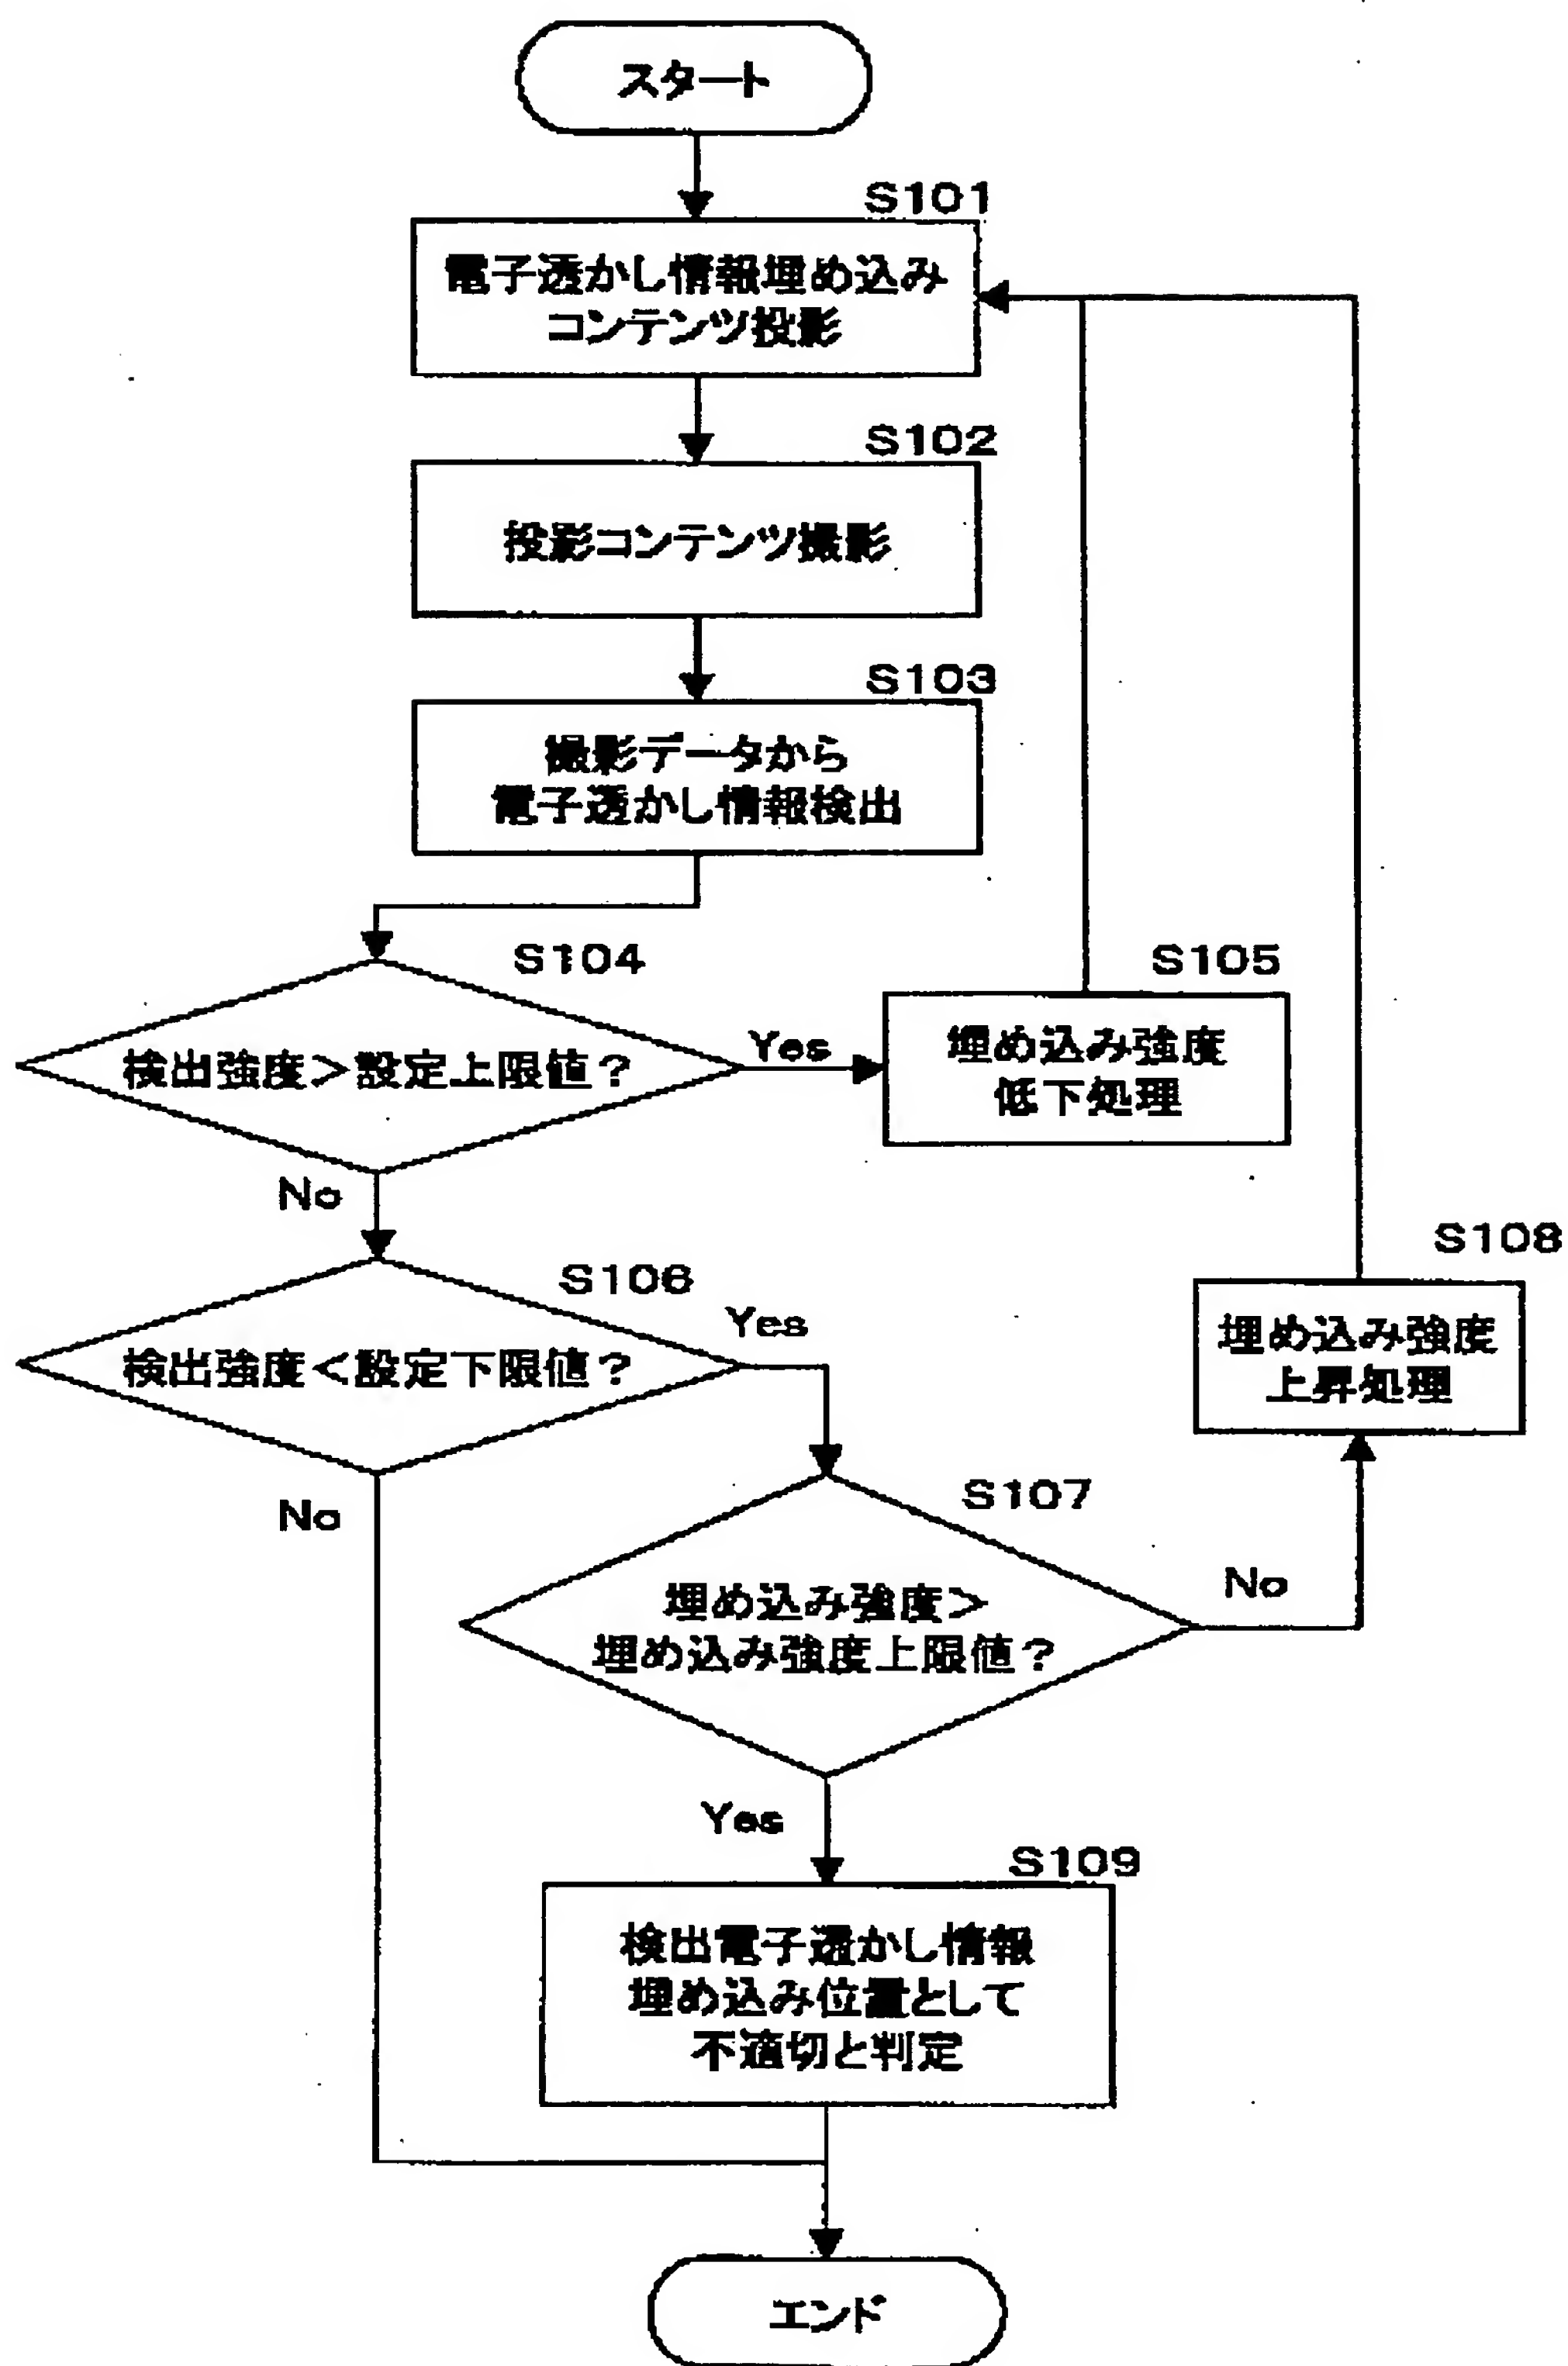 スタート
S101
電子透かし情報埋め込み
コンテンツ投影
S102
投影コンテンツ撮影
S103
撮影データから
電子透かし情報検出
S104
検出強度＞設定上限値？
Yes
S105
埋め込み強度
低下処理
No
S106
検出強度＜設定下限値？
Yes
S108
埋め込み強度
上昇処理
No
S107
埋め込み強度＞
埋め込み強度上限値？
No
Yes
S109
検出電子透かし情報
埋め込み位置として
不適切と判定
エンド